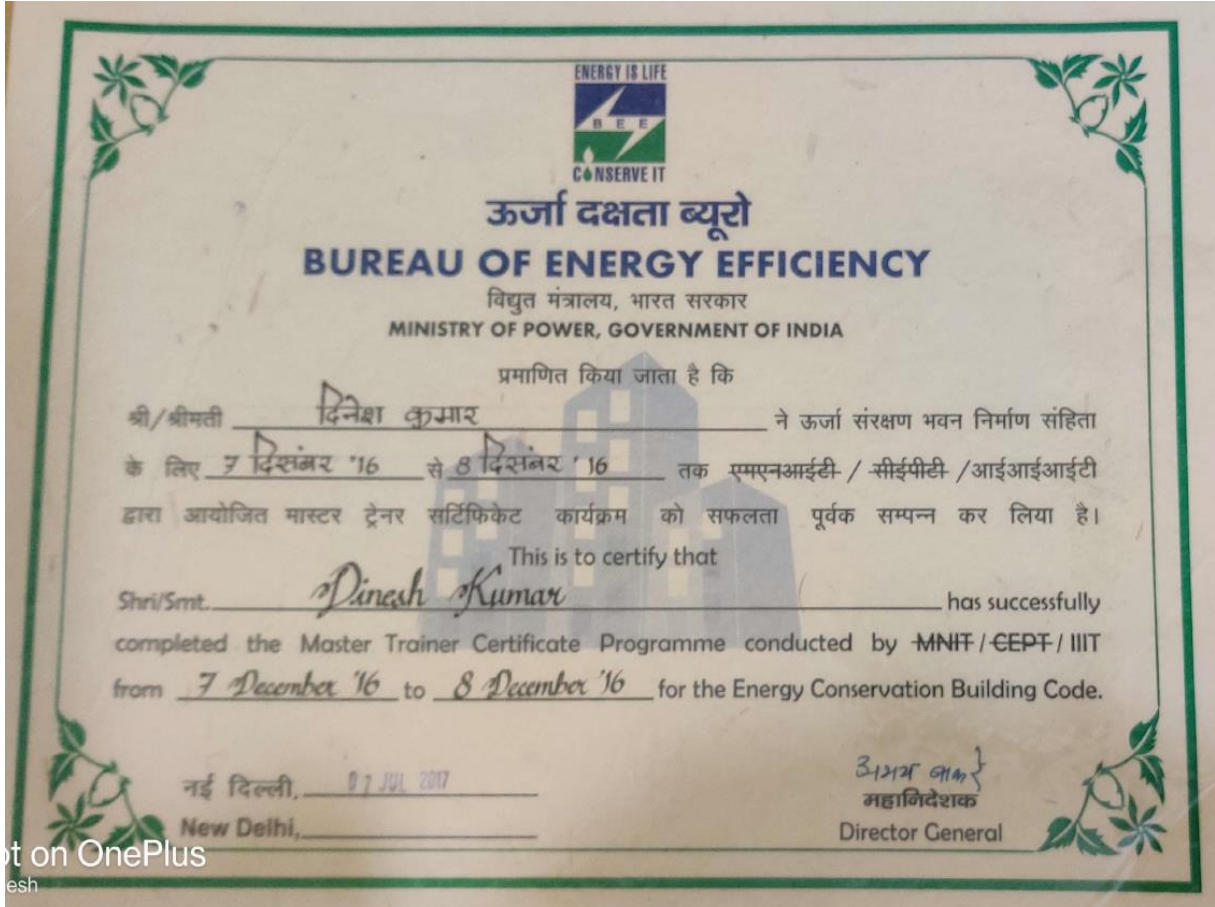 ENERGY IS LIFE
BEE
CONSERVE IT
ऊर्जा दक्षता ब्यूरो
BUREAU OF ENERGY EFFICIENCY
विद्युत मंत्रालय, भारत सरकार
MINISTRY OF POWER, GOVERNMENT OF INDIA
प्रमाणित किया जाता है कि
श्री/श्रीमती दिनेश कुमार ने ऊर्जा संरक्षण भवन निर्माण संहिता
के लिए 7 दिसंबर '16 से 8 दिसंबर '16 तक एमएनआईटी / सीईपीटी /आईआईआईटी
द्वारा आयोजित मास्टर ट्रेनर सर्टिफिकेट कार्यक्रम को सफलता पूर्वक सम्पन्न कर लिया है।
This is to certify that
Shri/Smt. Dinesh Kumar has successfully
completed the Master Trainer Certificate Programme conducted by MNIT / CEPT / IIIT
from 7 December '16 to 8 December '16 for the Energy Conservation Building Code.
नई दिल्ली, 07 JUL 2017
New Delhi,
अभय बाकरे
महानिदेशक
Director General
ot on OnePlus
esh